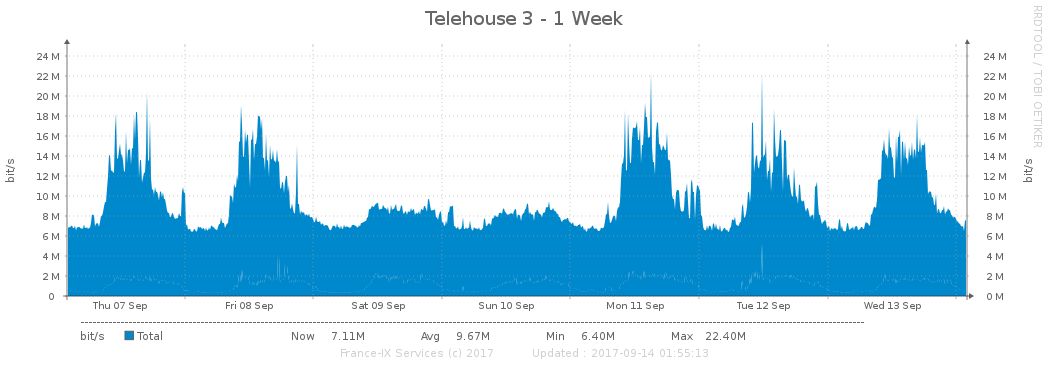 Telehouse 3 - 1 Week
RRDTOOL / TOBI OETIKER
bit/s
24 M 24 M
22 M 22 M
20 M 20 M
18 M 18 M
16 M 16 M
14 M 14 M
12 M 12 M
10 M 10 M
8 M 8 M
6 M 6 M
4 M 4 M
2 M 2 M
0 0 M
bit/s
Thu 07 Sep Fri 08 Sep Sat 09 Sep Sun 10 Sep Mon 11 Sep Tue 12 Sep Wed 13 Sep
bit/s Total Now 7.11M Avg 9.67M Min 6.40M Max 22.40M
France-IX Services (c) 2017 Updated : 2017-09-14 01:55:13